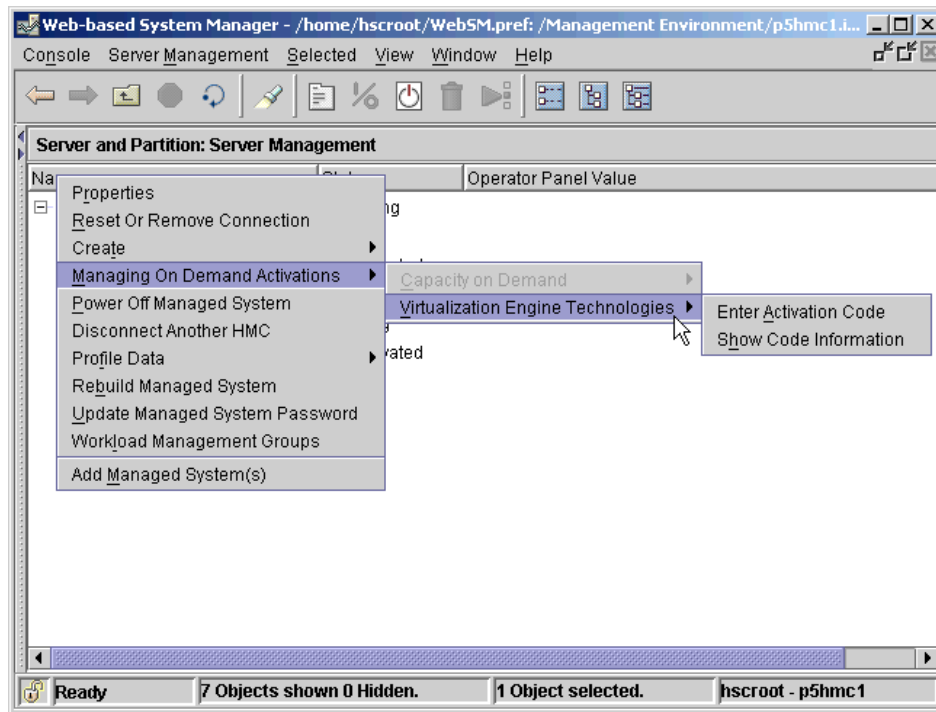 Web-based System Manager - /home/hscroot/WebSM.pref: /Management Environment/p5hmc1.i...
Console Server Management Selected View Window Help
Server and Partition: Server Management
Na
Operator Panel Value
Properties
ng
Reset Or Remove Connection
Create
Managing On Demand Activations
Capacity on Demand
Power Off Managed System
Virtualization Engine Technologies
Enter Activation Code
Disconnect Another HMC
Show Code Information
Profile Data
vated
Rebuild Managed System
Update Managed System Password
Workload Management Groups
Add Managed System(s)
Ready 7 Objects shown 0 Hidden. 1 Object selected. hscroot - p5hmc1